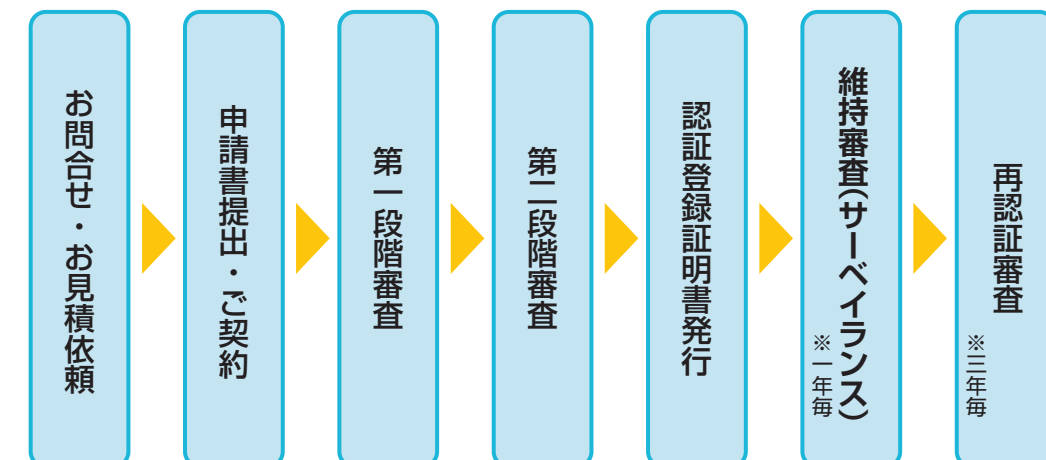 お問合せ・お見積依頼
申請書提出・ご契約
第一段階審査
第二段階審査
認証登録証明書発行
維持審査(サーベイランス)
※一年毎
再認証審査
※三年毎